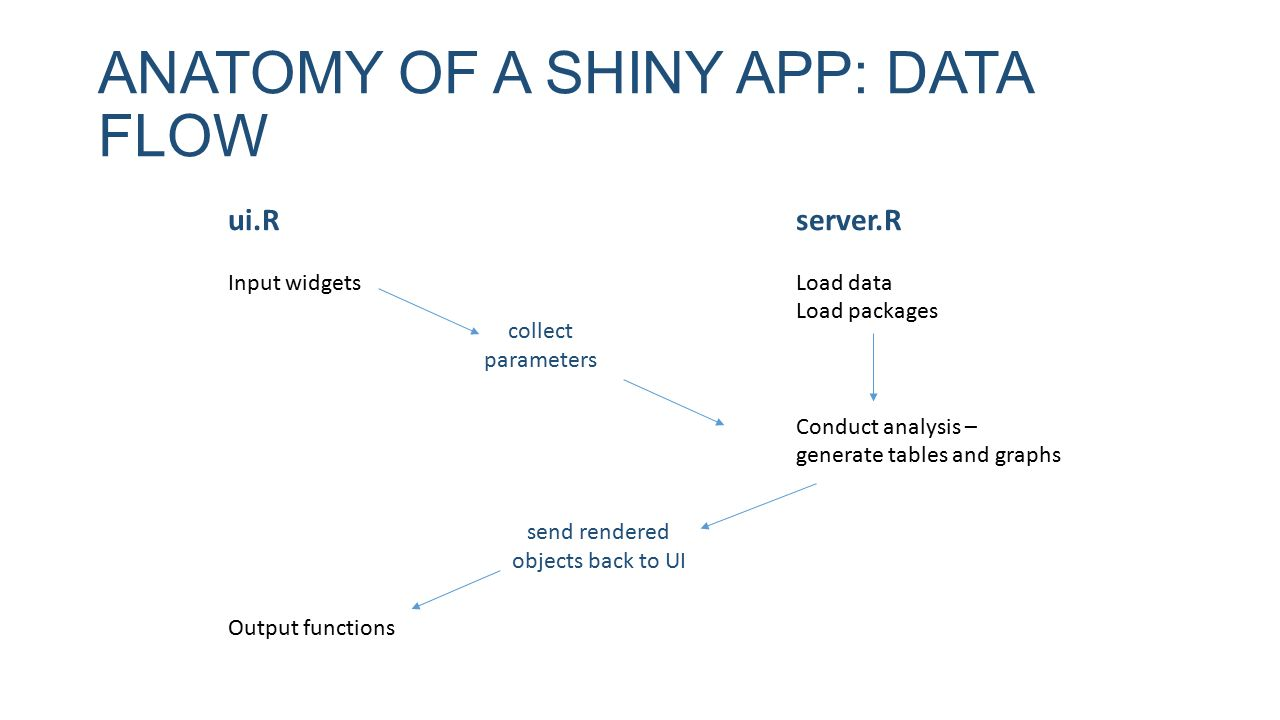 ANATOMY OF A SHINY APP: DATA
FLOW
ui.R
server.R
Input widgets
Load data
Load packages
collect
parameters
Conduct analysis –
generate tables and graphs
send rendered
objects back to UI
Output functions